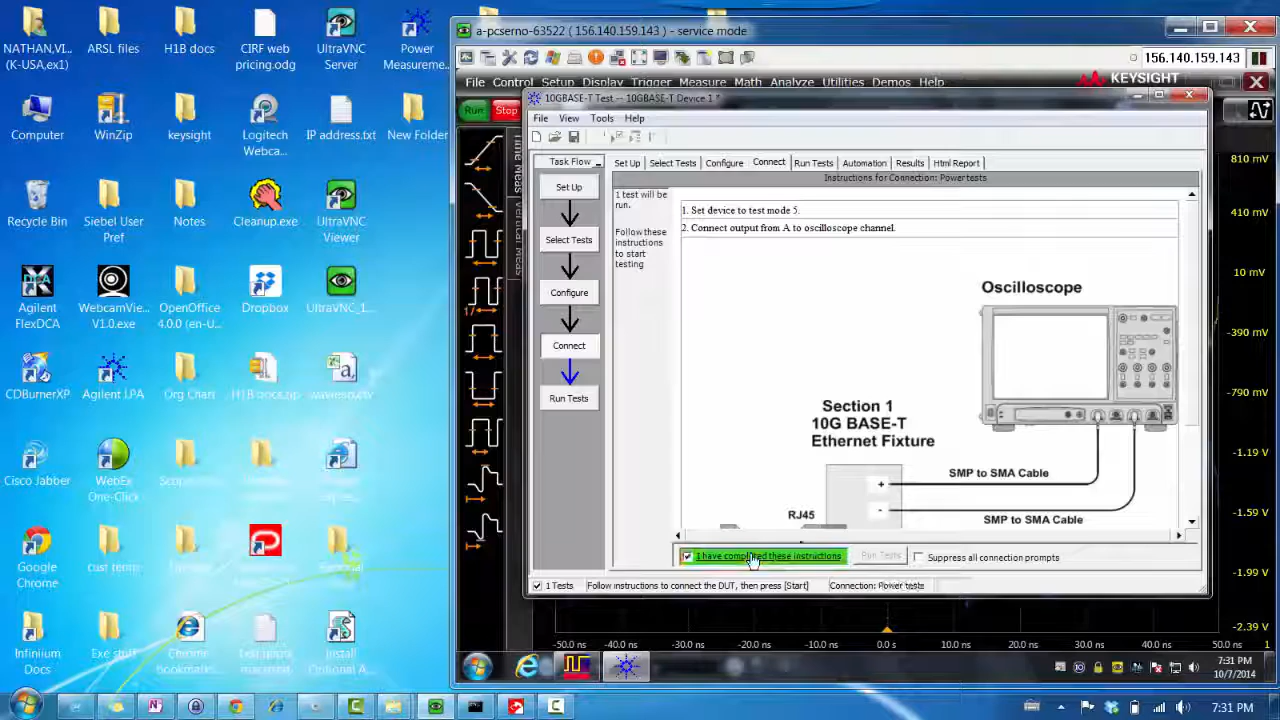 NATHAN,VI...
(K-USA,ex1)
ARSL files
H1B docs
CIRF web
pricing.odg
UltraVNC
Server
Power
Measureme...
Computer
WinZip
keysight
Logitech
Webca...
IP address.txt
New Folder
Recycle Bin
Siebel User
Pref
Notes
Cleanup.exe
UltraVNC
Viewer
Agilent
FlexDCA
WebcamVie...
V1.0.exe
OpenOffice
4.0.0 (en-U...
Dropbox
UltraVNC_1...
CDBurnerXP
Agilent LPA
Org Chart
H1B docs.zip
Cisco Jabber
WebEx
One-Click
Google
Chrome
Infiniium
Docs
Exe stuff
Chrome
bookmark...
Install
Optional A...
a-pcserno-63522 ( 156.140.159.143 ) - service mode
156.140.159.143
File Control Setup Display Trigger Measure Math Analyze Utilities Demos Help
KEYSIGHT
Run Stop
Time Meas
Vertical Meas
10GBASE-T Test -- 10GBASE-T Device 1 *
File View Tools Help
Task Flow
Set Up
Select Tests
Configure
Connect
Run Tests
Set Up Select Tests Configure Connect Run Tests Automation Results Html Report
Instructions for Connection: Power tests
1 test will be
run.
Follow these
instructions
to start
testing
1. Set device to test mode 5.
2. Connect output from A to oscilloscope channel.
Oscilloscope
Section 1
10G BASE-T
Ethernet Fixture
+
-
SMP to SMA Cable
RJ45
SMP to SMA Cable
I have completed these instructions
Run Tests
Suppress all connection prompts
1 Tests
Follow instructions to connect the DUT, then press [Start]
Connection: Power tests
810 mV
410 mV
10 mV
-390 mV
-790 mV
-1.19 V
-1.59 V
-1.99 V
-2.39 V
-50.0 ns -40.0 ns -30.0 ns -20.0 ns -10.0 ns 0.0 s 10.0 ns 20.0 ns 30.0 ns 40.0 ns 50.0 ns 1
7:31 PM
10/7/2014
7:31 PM